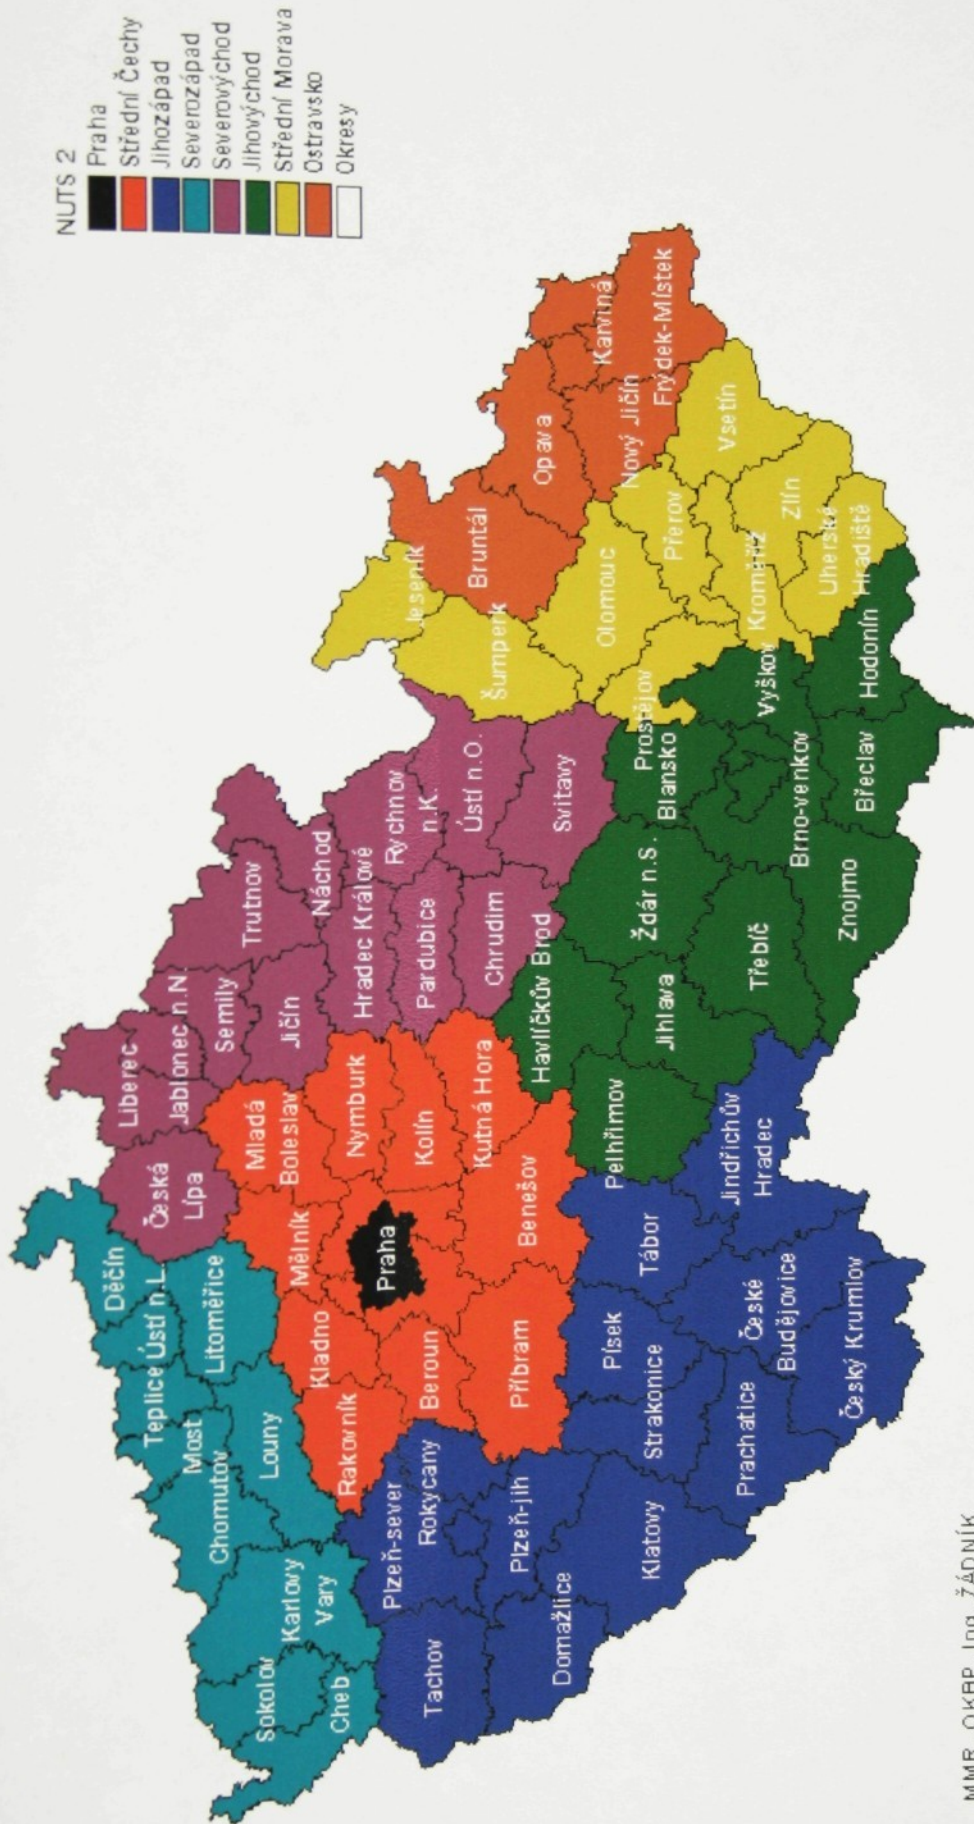 NUTS 2
Praha
Střední Čechy
Jihozápad
Severozápad
Severovýchod
Jihovýchod
Střední Morava
Ostravsko
Okresy
Děčín
Liberec
Česká
Lípa
Jablonec n.N.
Teplice
Ústí n.L.
Litoměřice
Semily
Trutnov
Most
Chomutov
Louny
Mladá
Boleslav
Jičín
Náchod
Sokolov
Karlovy
Vary
Cheb
Mělník
Kladno
Rakovník
Nymburk
Hradec Králové
Rychnov
n.K.
Praha
Kolín
Pardubice
Beroun
Plzeň-sever
Rokycany
Tachov
Kutná Hora
Chrudim
Ústí n.O.
Šumperk
Jeseník
Bruntál
Benešov
Příbram
Plzeň-jih
Domažlice
Havlíčkův Brod
Svitavy
Opava
Karviná
Pelhřimov
Tábor
Písek
Strakonice
Klatovy
Jihlava
Žďár n.S.
Blansko
Prostějov
Olomouc
Přerov
Nový Jičín
Frýdek-Místek
Jindřichův
Hradec
České
Budějovice
Prachatice
Český Krumlov
Třebíč
Znojmo
Brno-venkov
Vyškov
Kroměříž
Vsetín
Zlín
Uherské
Hradiště
Hodonín
Břeclav
MMR OKRP Ing ŽÁDNÍK